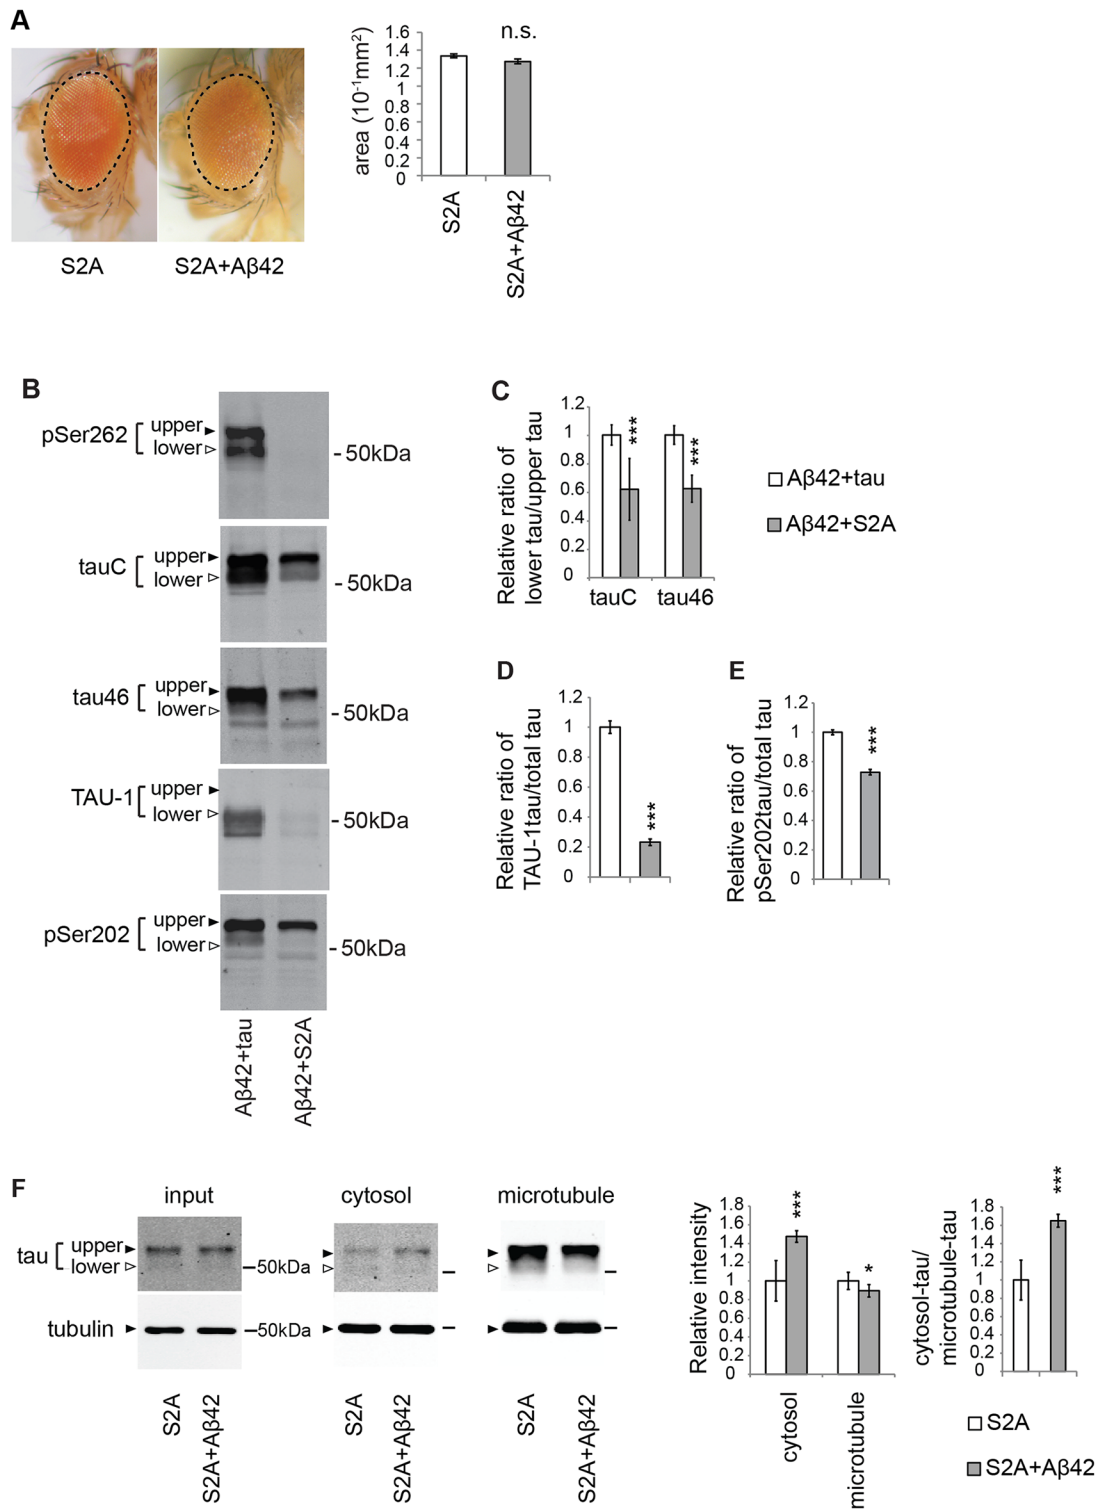 A
S2A
S2A+Aβ42
area (10⁻¹mm²)
1.6
1.4
1.2
1
0.8
0.6
0.4
0.2
0
n.s.
S2A
S2A+Aβ42
B
pSer262
upper
lower
50kDa
tauC
upper
lower
50kDa
tau46
upper
lower
50kDa
TAU-1
upper
lower
50kDa
pSer202
upper
lower
50kDa
Aβ42+tau
Aβ42+S2A
C
Relative ratio of
lower tau/upper tau
1.2
1
0.8
0.6
0.4
0.2
0
***
***
tauC
tau46
Aβ42+tau
Aβ42+S2A
D
Relative ratio of
TAU-1tau/total tau
1.2
1
0.8
0.6
0.4
0.2
0
***
E
Relative ratio of
pSer202tau/total tau
1.2
1
0.8
0.6
0.4
0.2
0
***
F
input
cytosol
microtubule
tau
upper
lower
50kDa
tubulin
50kDa
S2A
S2A+Aβ42
S2A
S2A+Aβ42
S2A
S2A+Aβ42
Relative intensity
1.8
1.6
1.4
1.2
1
0.8
0.6
0.4
0.2
0
***
*
cytosol
microtubule
cytosol-tau/
microtubule-tau
1.8
1.6
1.4
1.2
1
0.8
0.6
0.4
0.2
0
***
S2A
S2A+Aβ42